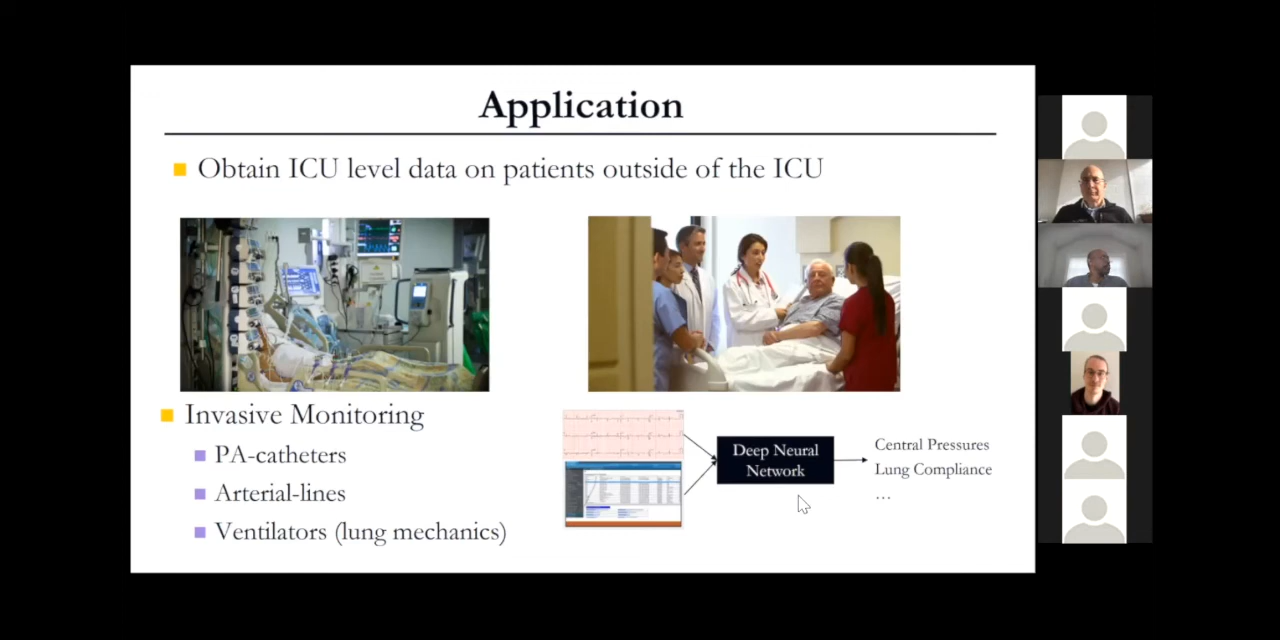 Application
Obtain ICU level data on patients outside of the ICU
Invasive Monitoring
PA-catheters
Arterial-lines
Ventilators (lung mechanics)
Deep Neural
Network
Central Pressures
Lung Compliance
...